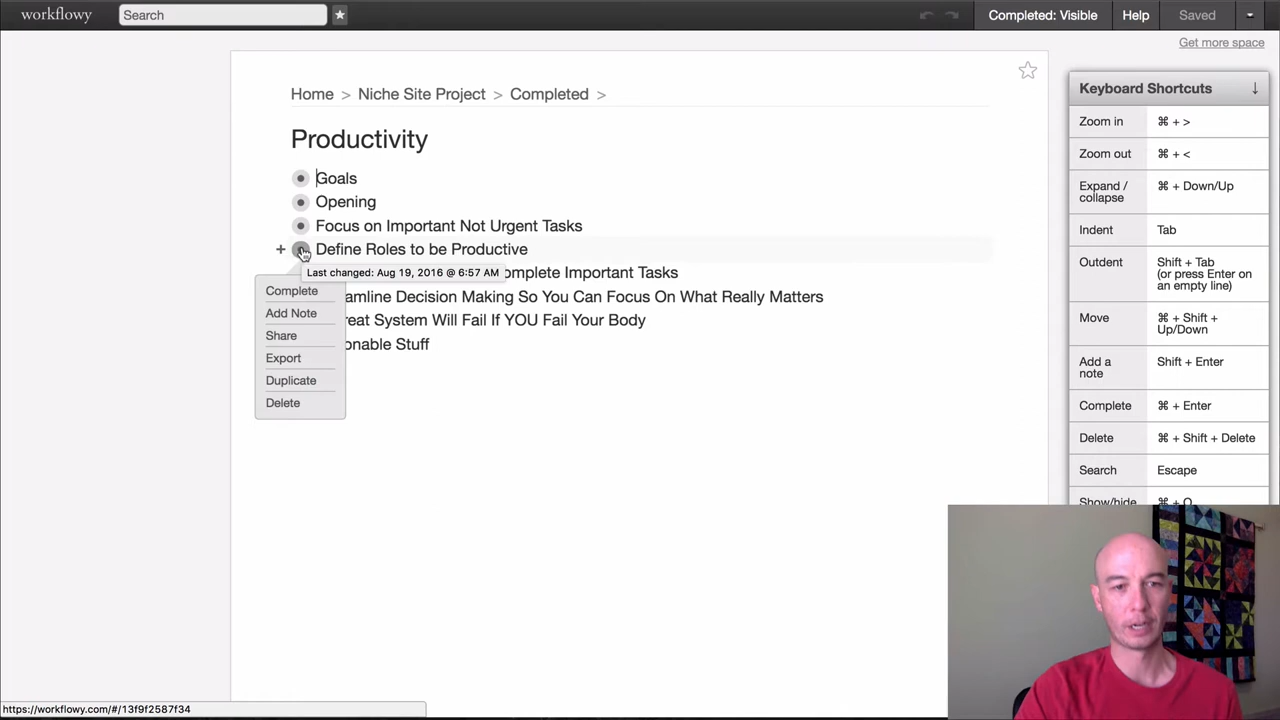 workflowy Search Completed: Visible Help Saved
Get more space
Home > Niche Site Project > Completed >
Productivity
Goals
Opening
Focus on Important Not Urgent Tasks
+ Define Roles to be Productive
Last changed: Aug 19, 2016 @ 6:57 AM
Complete Important Tasks
Decision Making So You Can Focus On What Really Matters
System Will Fail If YOU Fail Your Body
Stuff
Complete
Add Note
Share
Export
Duplicate
Delete
Keyboard Shortcuts ↓
Zoom in ⌘ + >
Zoom out ⌘ + <
Expand / ⌘ + Down/Up
collapse
Indent Tab
Outdent Shift + Tab
(or press Enter on
an empty line)
Move ⌘ + Shift +
Up/Down
Add a Shift + Enter
note
Complete ⌘ + Enter
Delete ⌘ + Shift + Delete
Search Escape
Show/hide ⌘ + O
https://workflowy.com/#/13f9f2587f34